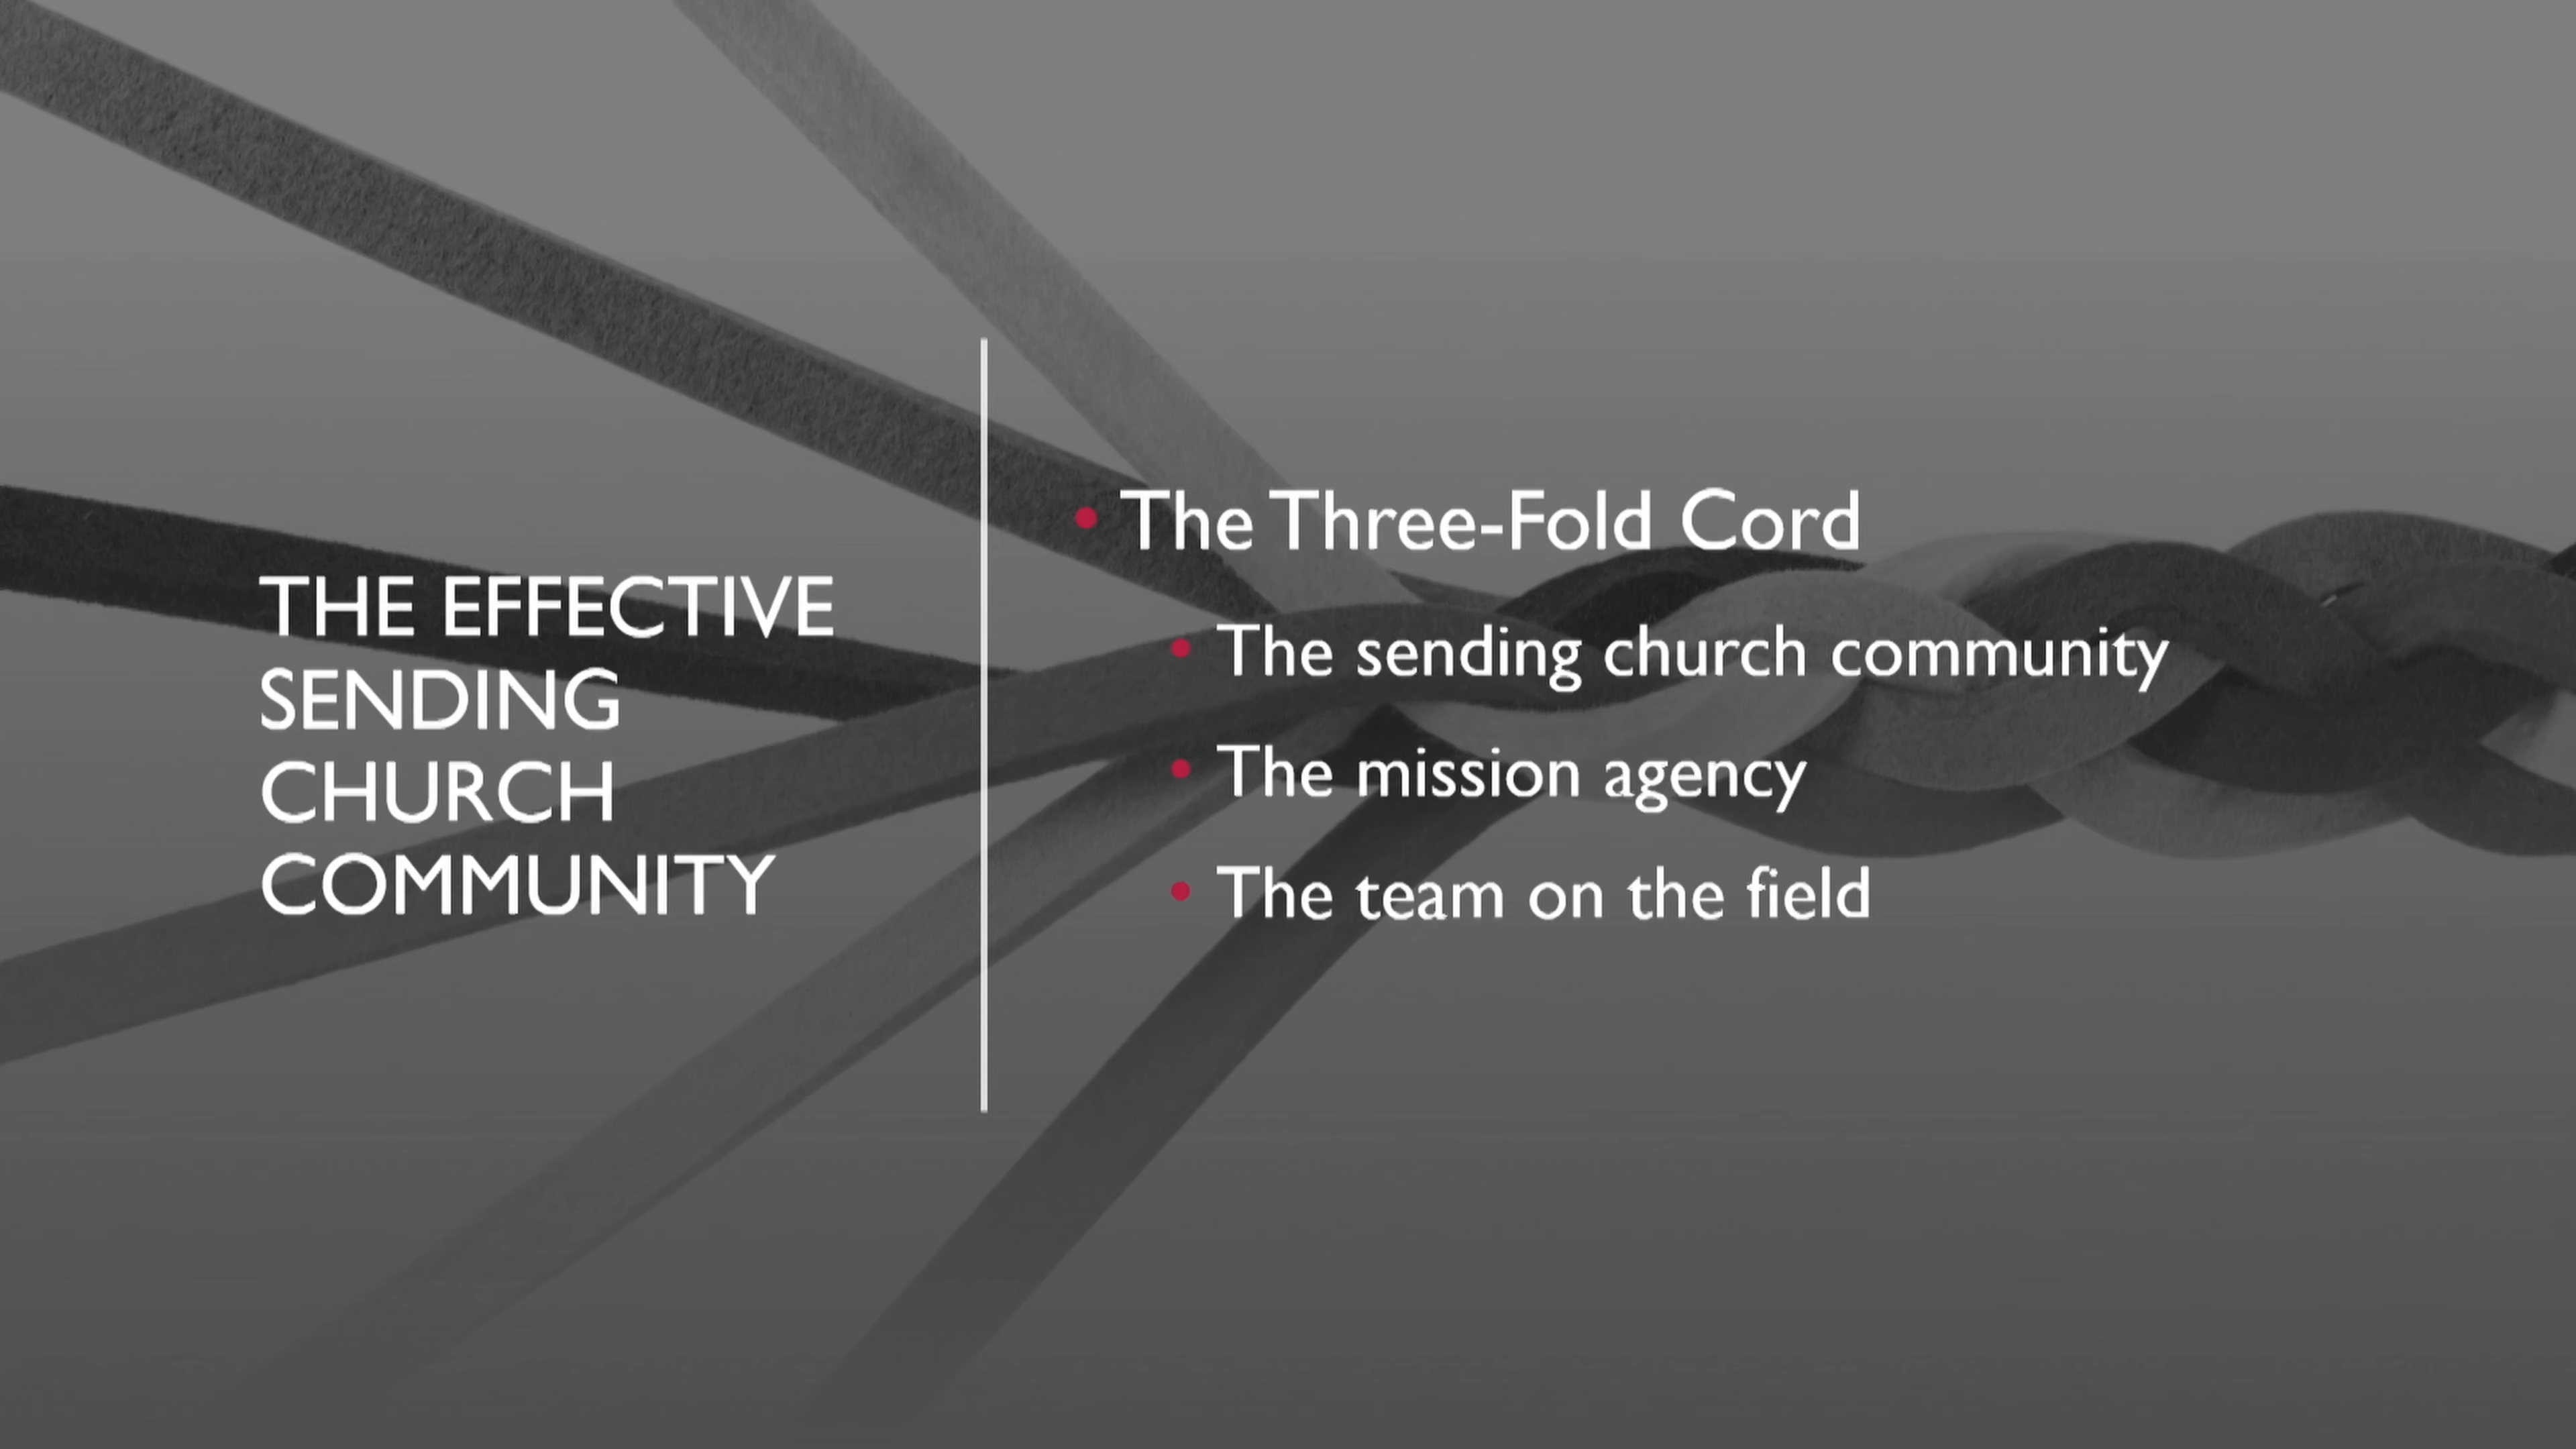 THE EFFECTIVE
SENDING
CHURCH
COMMUNITY
• The Three-Fold Cord
• The sending church community
• The mission agency
• The team on the field